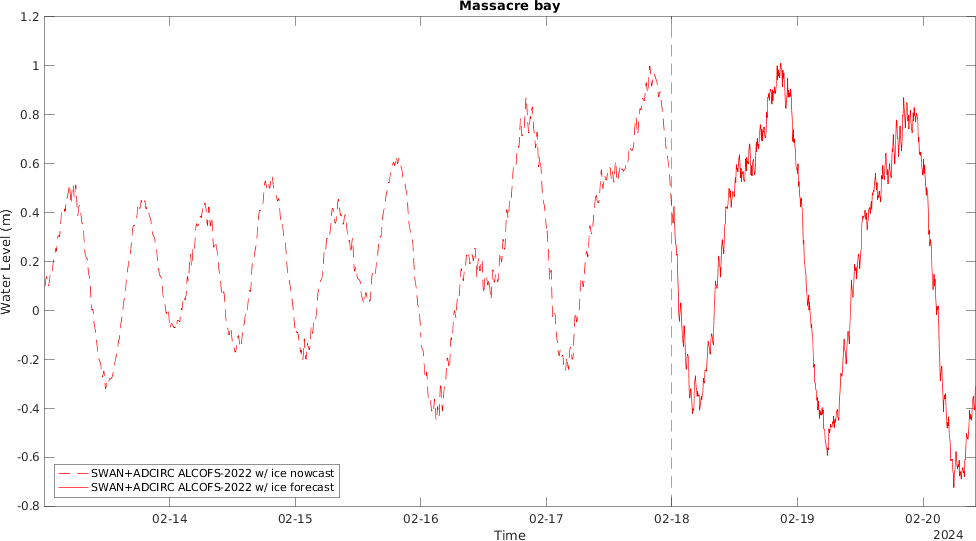 Massacre bay
1.2
1
0.8
0.6
0.4
0.2
0
-0.2
-0.4
-0.6
-0.8
Water Level (m)
SWAN+ADCIRC ALCOFS-2022 w/ ice nowcast
SWAN+ADCIRC ALCOFS-2022 w/ ice forecast
02-14 02-15 02-16 02-17 02-18 02-19 02-20
Time
2024